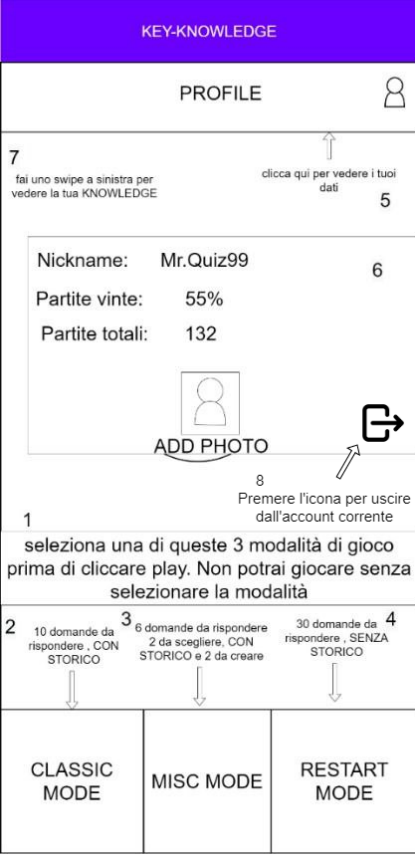 KEY-KNOWLEDGE
PROFILE
7
fai uno swipe a sinistra per
vedere la tua KNOWLEDGE
clicca qui per vedere i tuoi
dati
5
Nickname: Mr.Quiz99
6
Partite vinte: 55%
Partite totali: 132
ADD PHOTO
8
Premere l'icona per uscire
dall'account corrente
1
seleziona una di queste 3 modalità di gioco
prima di cliccare play. Non potrai giocare senza
selezionare la modalità
2
10 domande da
rispondere , CON
STORICO
3
6 domande da rispondere
2 da scegliere, CON
STORICO e 2 da creare
4
30 domande da
rispondere , SENZA
STORICO
CLASSIC
MODE
MISC MODE
RESTART
MODE